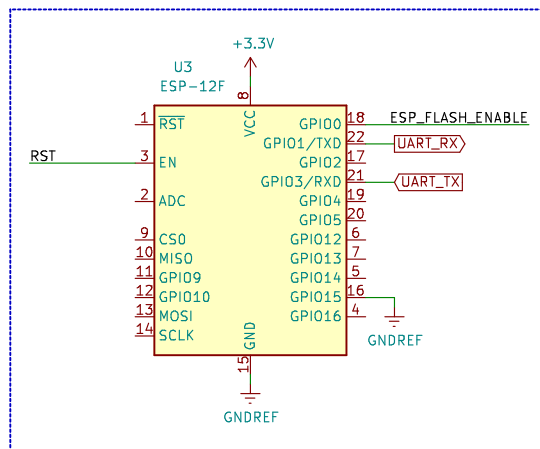 +3.3V
U3
ESP-12F
8
VCC
1 RST
3 EN
RST
2 ADC
9 CS0
10 MISO
11 GPIO9
12 GPIO10
13 MOSI
14 SCLK
GPIO0 18 ESP_FLASH_ENABLE
GPIO1/TXD 22 UART_RX
GPIO2 17
GPIO3/RXD 21 UART_TX
GPIO4 19
GPIO5 20
GPIO12 6
GPIO13 7
GPIO14 5
GPIO15 16
GPIO16 4
GNDREF
GND
15
GNDREF